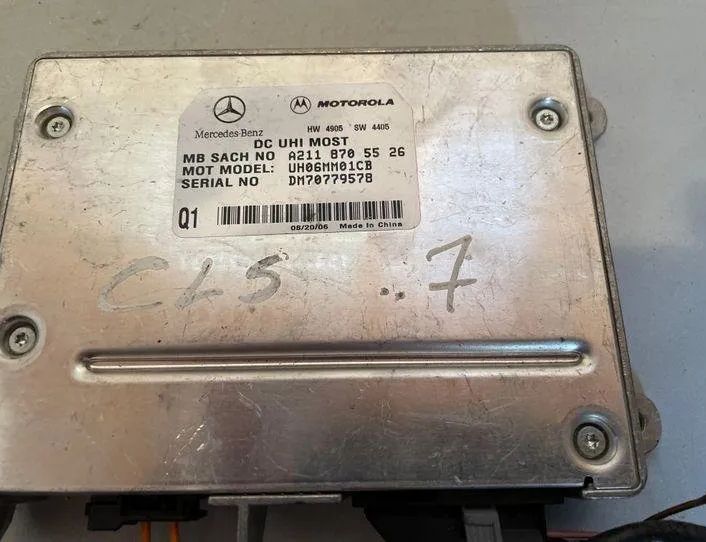 Mercedes-Benz
MOTOROLA
HW 4905 SW 4405
DC UHI MOST
MB SACH NO A211 870 55 26
MOT MODEL: UH06MM01CB
SERIAL NO DM70779578
Q1
08/20/06 Made In China
CLS ..7